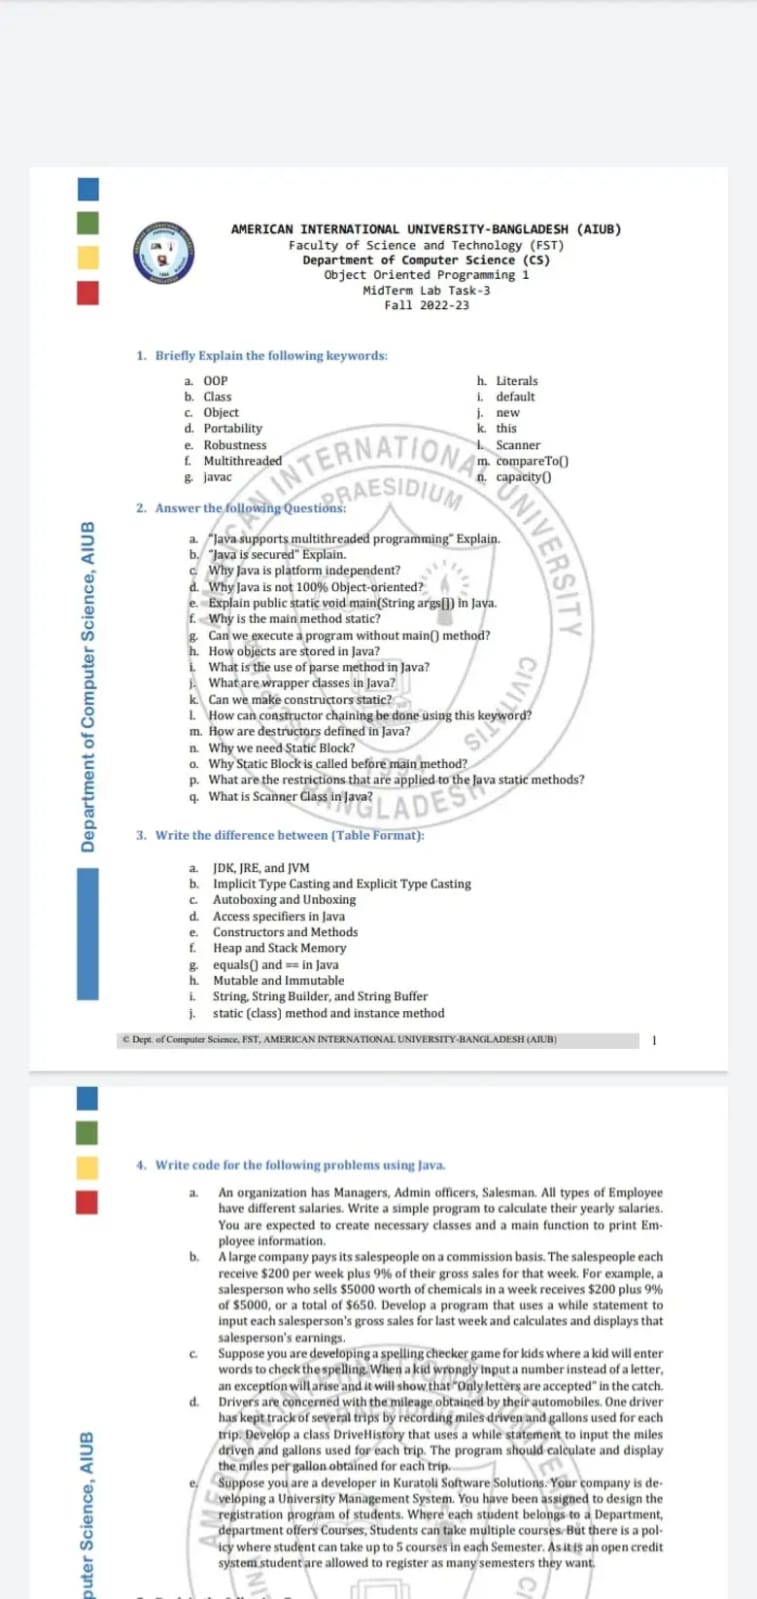 AMERICAN INTERNATIONAL UNIVERSITY-BANGLADESH (AIUB)
Faculty of Science and Technology (FST)
Department of Computer Science (CS)
Object Oriented Programming 1
MidTerm Lab Task-3
Fall 2022-23
1. Briefly Explain the following keywords:
a. OOP
b. Class
c. Object
d. Portability
e. Robustness
f. Multithreaded
g. javac
h. Literals
i. default
j. new
k. this
l. Scanner
m. compareTo()
n. capacity()
2. Answer the following Questions:
a. "Java supports multithreaded programming" Explain.
b. "Java is secured" Explain.
c. Why Java is platform independent?
d. Why Java is not 100% Object-oriented?
e. Explain public static void main(String args[]) in Java.
f. Why is the main method static?
g. Can we execute a program without main() method?
h. How objects are stored in Java?
i. What is the use of parse method in Java?
j. What are wrapper classes in Java?
k. Can we make constructors static?
l. How can constructor chaining be done using this keyword?
m. How are destructors defined in Java?
n. Why we need Static Block?
o. Why Static Block is called before main method?
p. What are the restrictions that are applied to the Java static methods?
q. What is Scanner Class in Java?
3. Write the difference between (Table Format):
a. JDK, JRE, and JVM
b. Implicit Type Casting and Explicit Type Casting
c. Autoboxing and Unboxing
d. Access specifiers in Java
e. Constructors and Methods
f. Heap and Stack Memory
g. equals() and == in Java
h. Mutable and Immutable
i. String, String Builder, and String Buffer
j. static (class) method and instance method
Department of Computer Science, AIUB
AMERICAN INTERNATIONAL UNIVERSITY
PRAESIDIUM
CIVITATIS
1994
BANGLADESH
© Dept. of Computer Science, FST, AMERICAN INTERNATIONAL UNIVERSITY-BANGLADESH (AIUB)
1
4. Write code for the following problems using Java.
a. An organization has Managers, Admin officers, Salesman. All types of Employee
have different salaries. Write a simple program to calculate their yearly salaries.
You are expected to create necessary classes and a main function to print Em-
ployee information.
b. A large company pays its salespeople on a commission basis. The salespeople each
receive $200 per week plus 9% of their gross sales for that week. For example, a
salesperson who sells $5000 worth of chemicals in a week receives $200 plus 9%
of $5000, or a total of $650. Develop a program that uses a while statement to
input each salesperson's gross sales for last week and calculates and displays that
salesperson's earnings.
c. Suppose you are developing a spelling checker game for kids where a kid will enter
words to check the spelling. When a kid wrongly input a number instead of a letter,
an exception will arise and it will show that "Only letters are accepted" in the catch.
d. Drivers are concerned with the mileage obtained by their automobiles. One driver
has kept track of several trips by recording miles driven and gallons used for each
trip. Develop a class DriveHistory that uses a while statement to input the miles
driven and gallons used for each trip. The program should calculate and display
the miles per gallon obtained for each trip.
e. Suppose you are a developer in Kuratoli Software Solutions. Your company is de-
veloping a University Management System. You have been assigned to design the
registration program of students. Where each student belongs to a Department,
department offers Courses, Students can take multiple courses. But there is a pol-
icy where student can take up to 5 courses in each Semester. As it is an open credit
system student are allowed to register as many semesters they want.
puter Science, AIUB